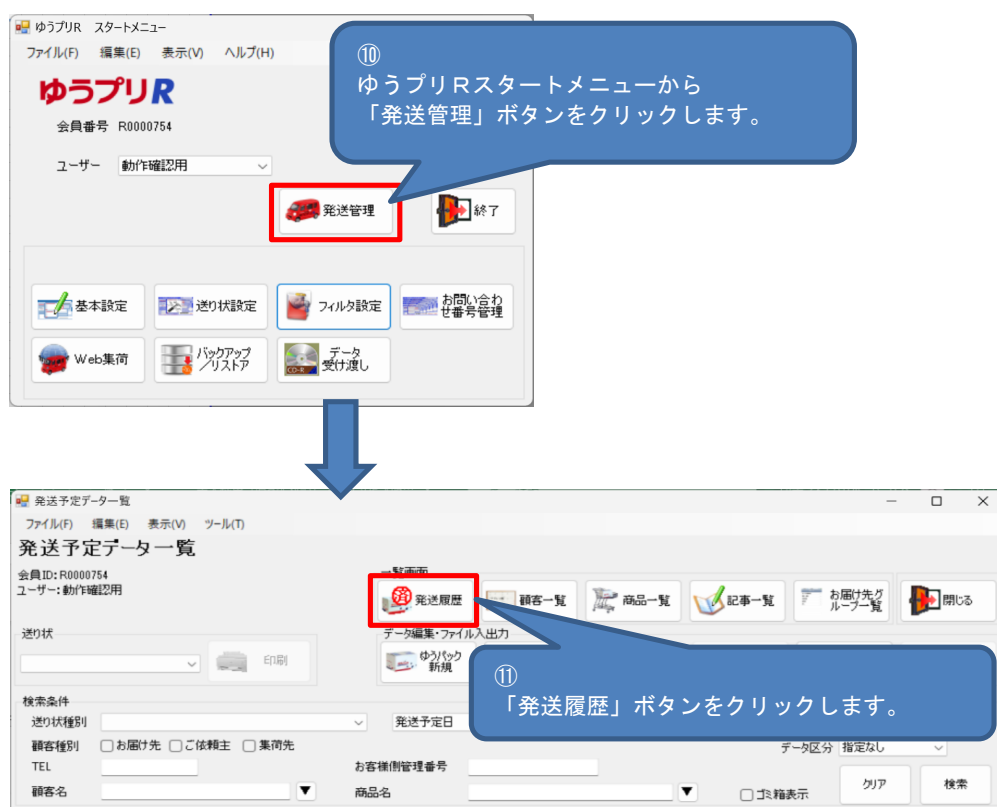 ゆうプリR スタートメニュー
ファイル(F) 編集(E) 表示(V) ヘルプ(H)
ゆうプリR
会員番号 R0000754
ユーザー 動作確認用
⑩
ゆうプリRスタートメニューから
「発送管理」ボタンをクリックします。
発送管理
終了
基本設定
送り状設定
フィルタ設定
お問い合わ
せ番号管理
Web集荷
バックアップ
/リストア
CD-R
データ
受け渡し
発送予定データ一覧
ファイル(F) 編集(E) 表示(V) ツール(T)
発送予定データ一覧
会員ID: R0000754
ユーザー: 動作確認用
一覧画面
済
発送履歴
顧客一覧
商品一覧
記事一覧
お届け先グ
ループ一覧
閉じる
送り状
印刷
データ編集・ファイル入出力
ゆうパック
新規
⑪
「発送履歴」ボタンをクリックします。
検索条件
送り状種別
発送予定日
顧客種別 お届け先 ご依頼主 集荷先
データ区分 指定なし
TEL
お客様側管理番号
顧客名
商品名
ゴミ箱表示
クリア
検索